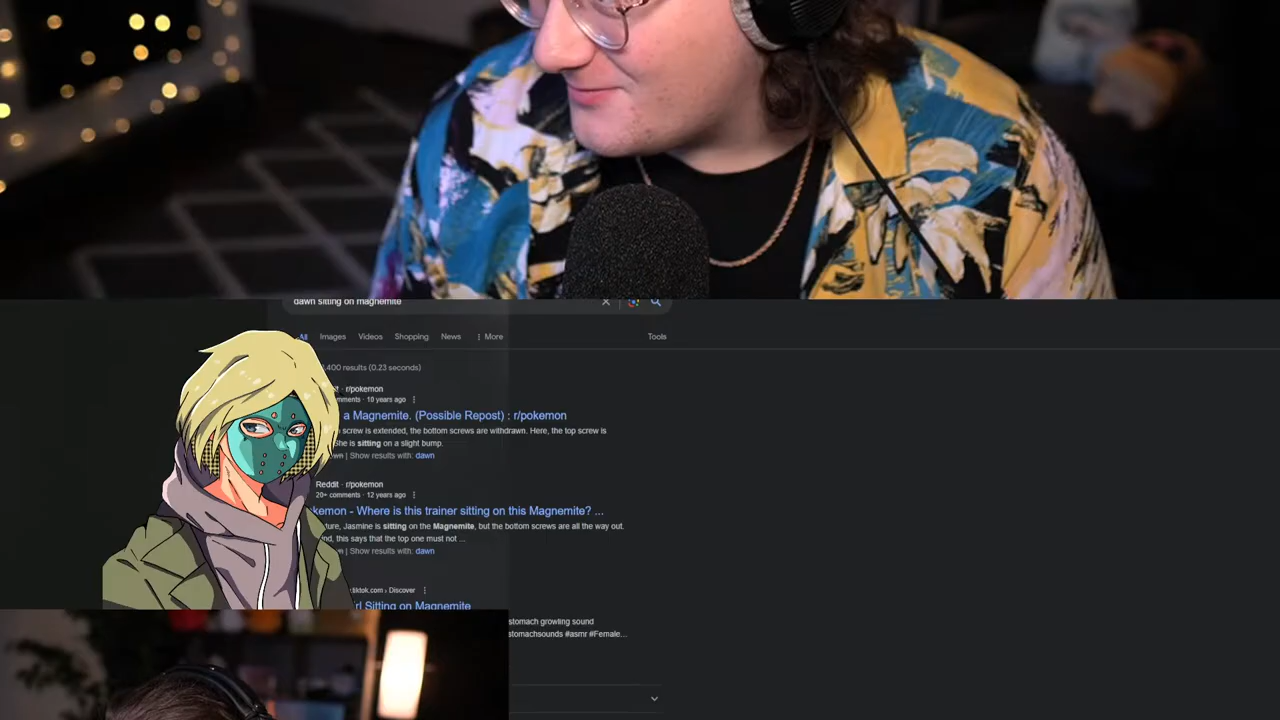 dawn sitting on magnemite
All Images Videos Shopping News More
Tools
,400 results (0.23 seconds)
r/pokemon
10 years ago
a Magnemite. (Possible Repost) : r/pokemon
screw is extended, the bottom screws are withdrawn. Here, the top screw is
She is sitting on a slight bump.
| Show results with: dawn
Reddit · r/pokemon
20+ comments · 12 years ago
kemon - Where is this trainer sitting on this Magnemite? ...
ture, Jasmine is sitting on the Magnemite, but the bottom screws are all the way out.
nd, this says that the top one must not ...
| Show results with: dawn
.tiktok.com › Discover
rl Sitting on Magnemite
stomach growling sound
stomachsounds #asmr #Female...